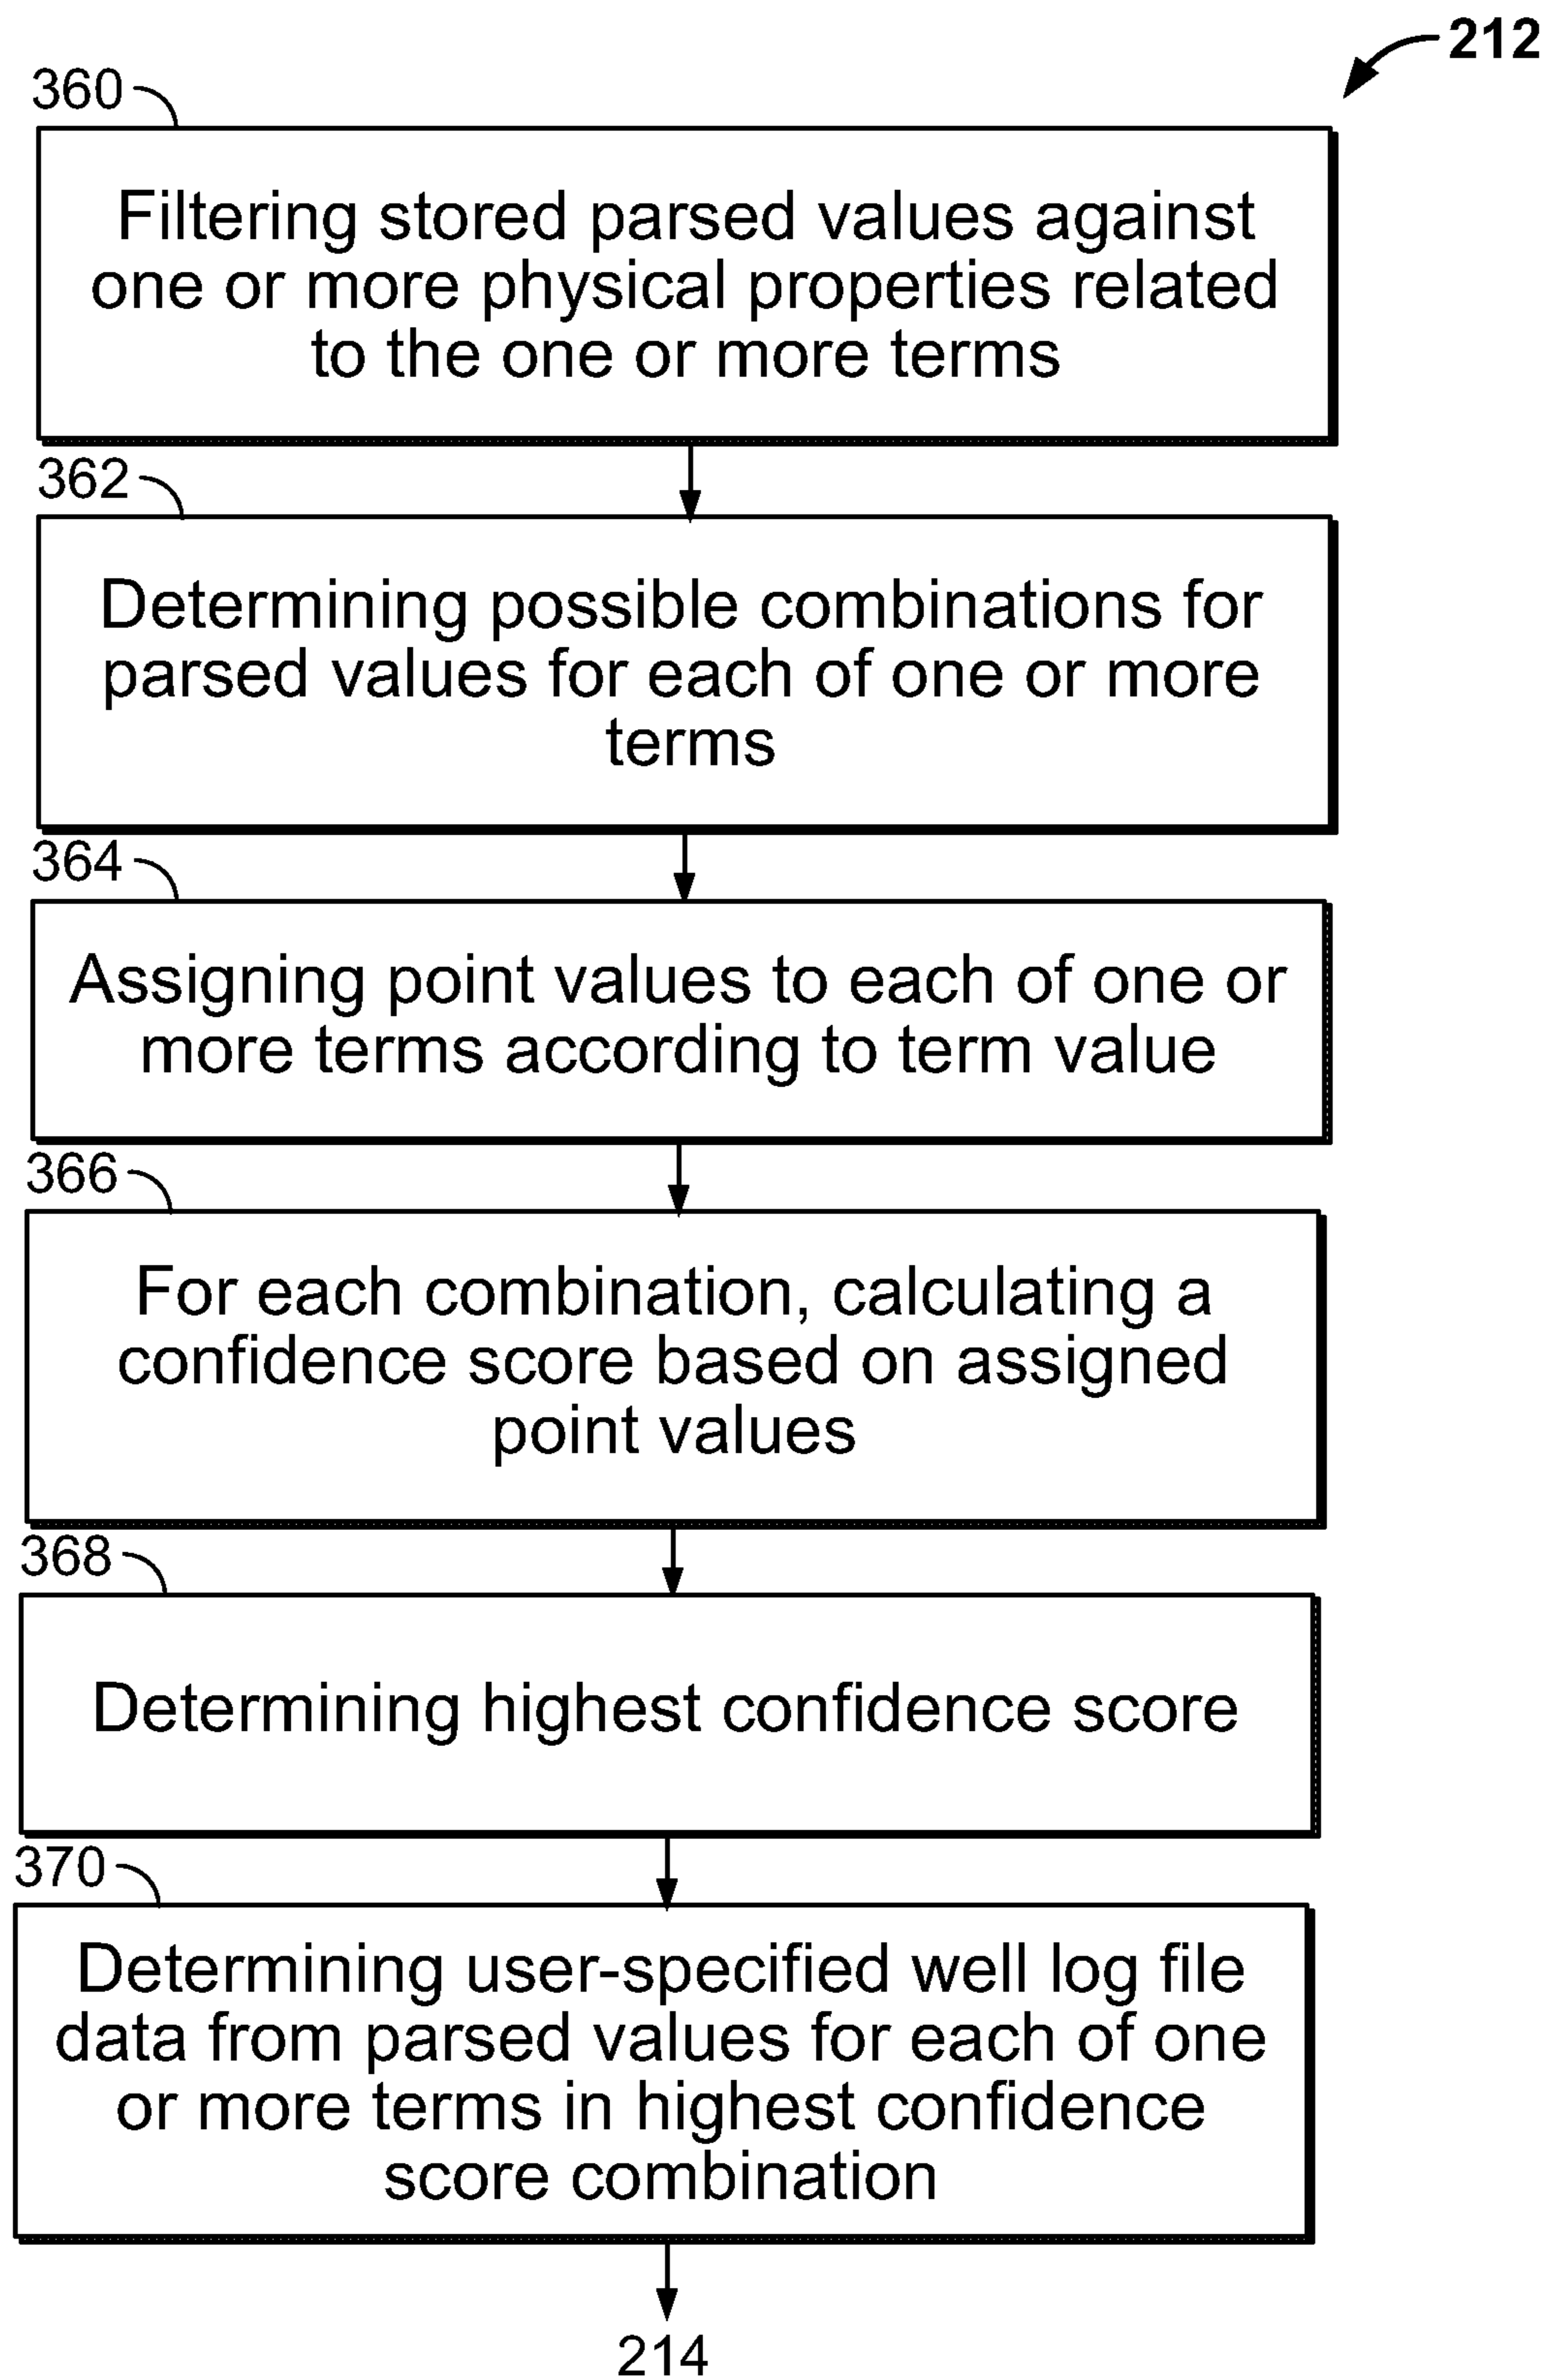 212
360
Filtering stored parsed values against
one or more physical properties related
to the one or more terms
362
Determining possible combinations for
parsed values for each of one or more
terms
364
Assigning point values to each of one or
more terms according to term value
366
For each combination, calculating a
confidence score based on assigned
point values
368
Determining highest confidence score
370
Determining user-specified well log file
data from parsed values for each of one
or more terms in highest confidence
score combination
214